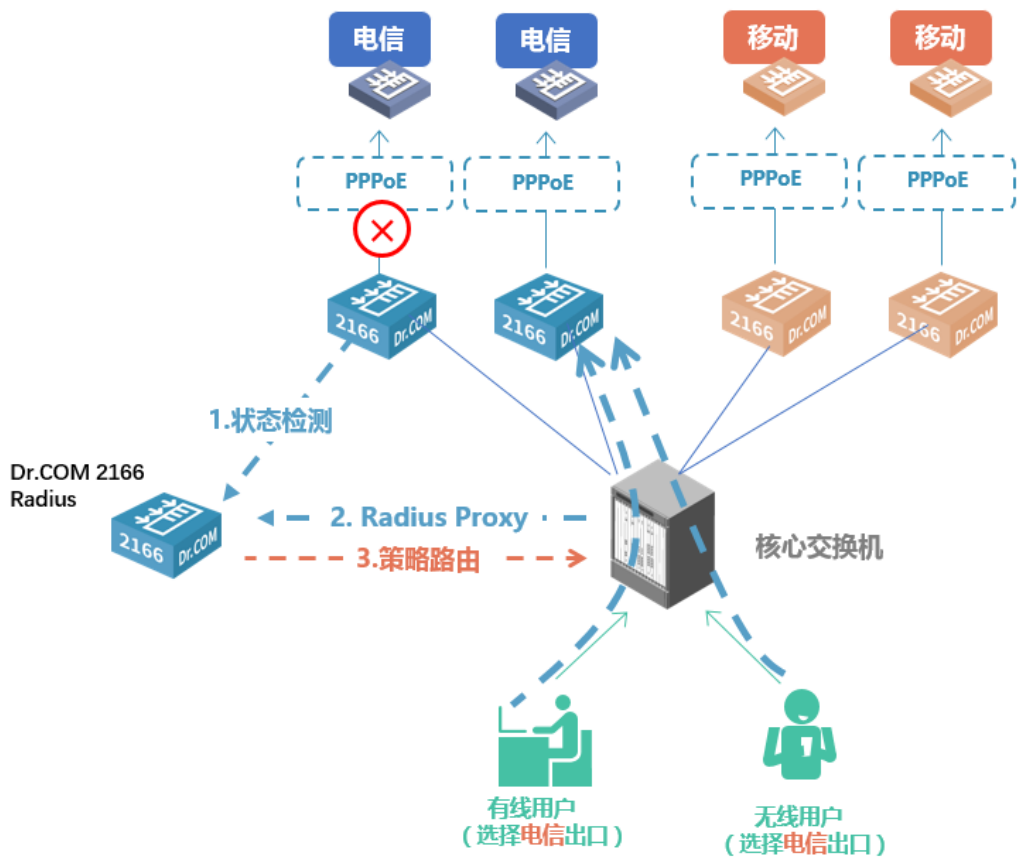 电信
电信
移动
移动
PPPoE
PPPoE
PPPoE
PPPoE
2166 Dr.COM
2166 Dr.COM
2166 Dr.COM
2166 Dr.COM
1.状态检测
Dr.COM 2166
Radius
2166 Dr.COM
2. Radius Proxy
3.策略路由
核心交换机
有线用户
（选择电信出口）
无线用户
（选择电信出口）